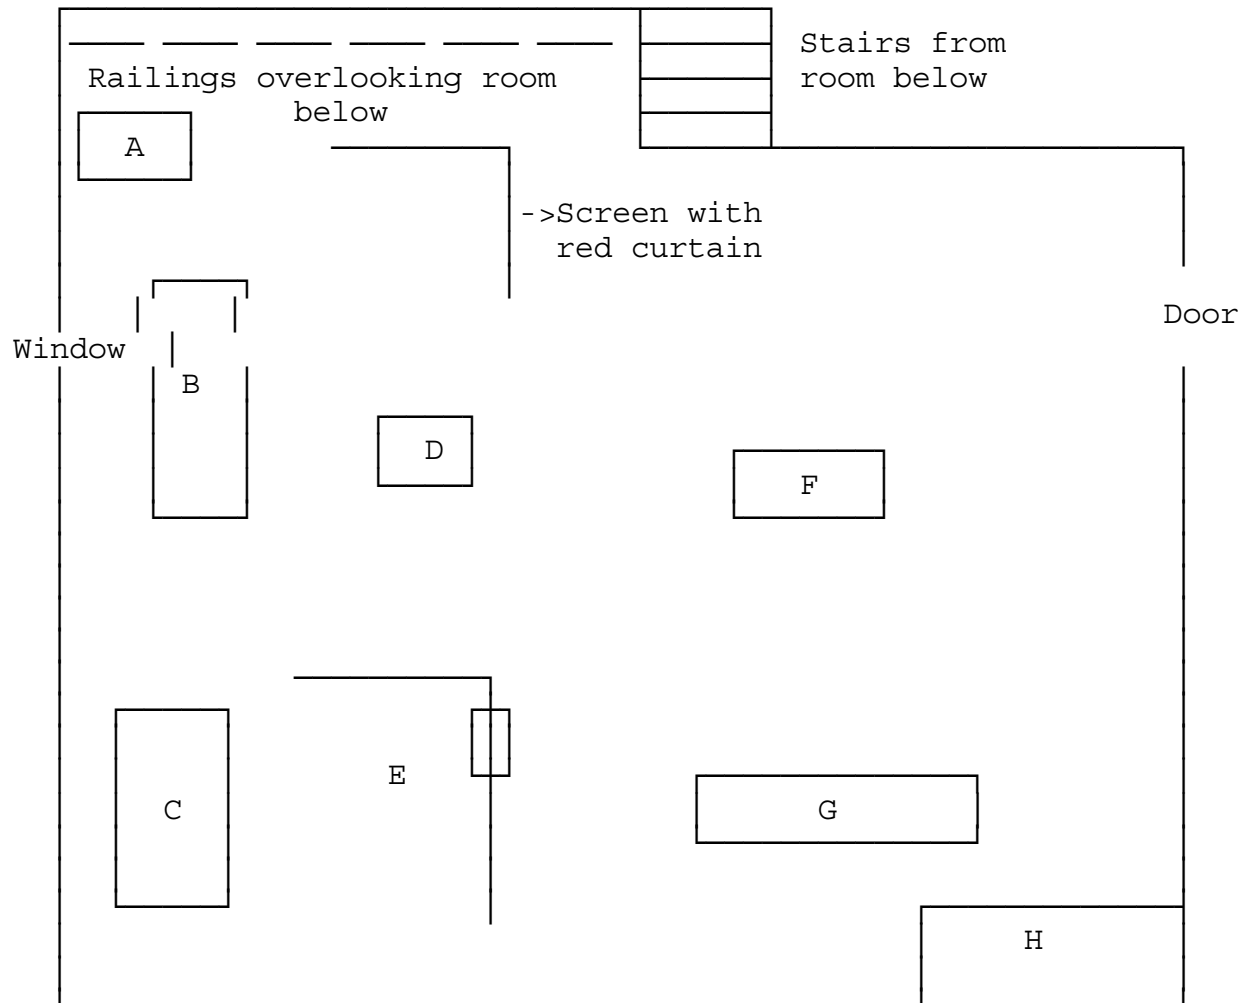 Stairs from
room below
Railings overlooking room
below
A
->Screen with
red curtain
Door
Window
B
D
F
E
C
G
H